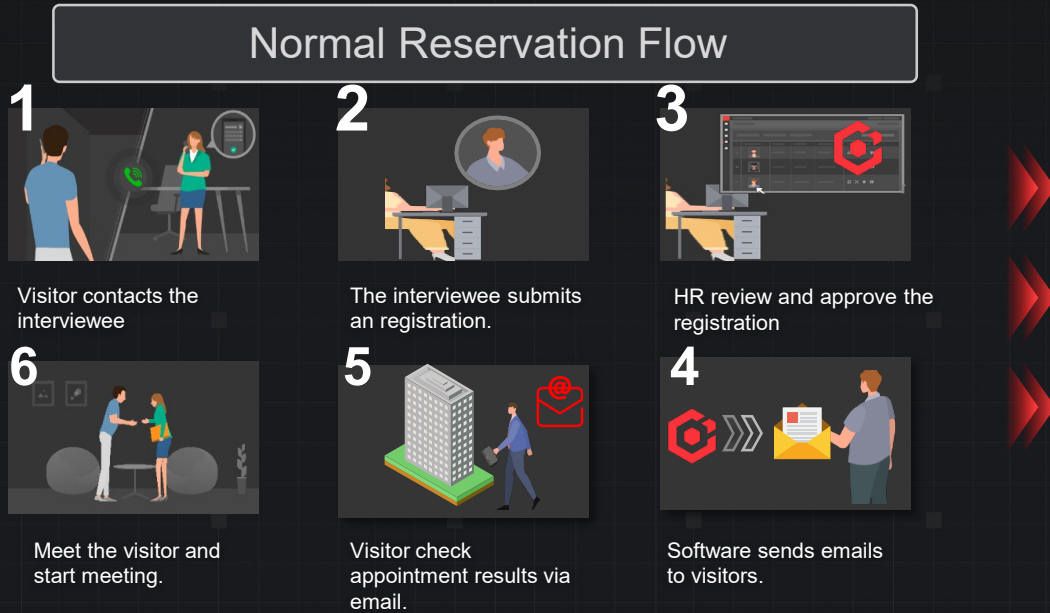 Normal Reservation Flow
1
2
3
Visitor contacts the
interviewee
The interviewee submits
an registration.
HR review and approve the
registration
6
5
4
@
Meet the visitor and
start meeting.
Visitor check
appointment results via
email.
Software sends emails
to visitors.